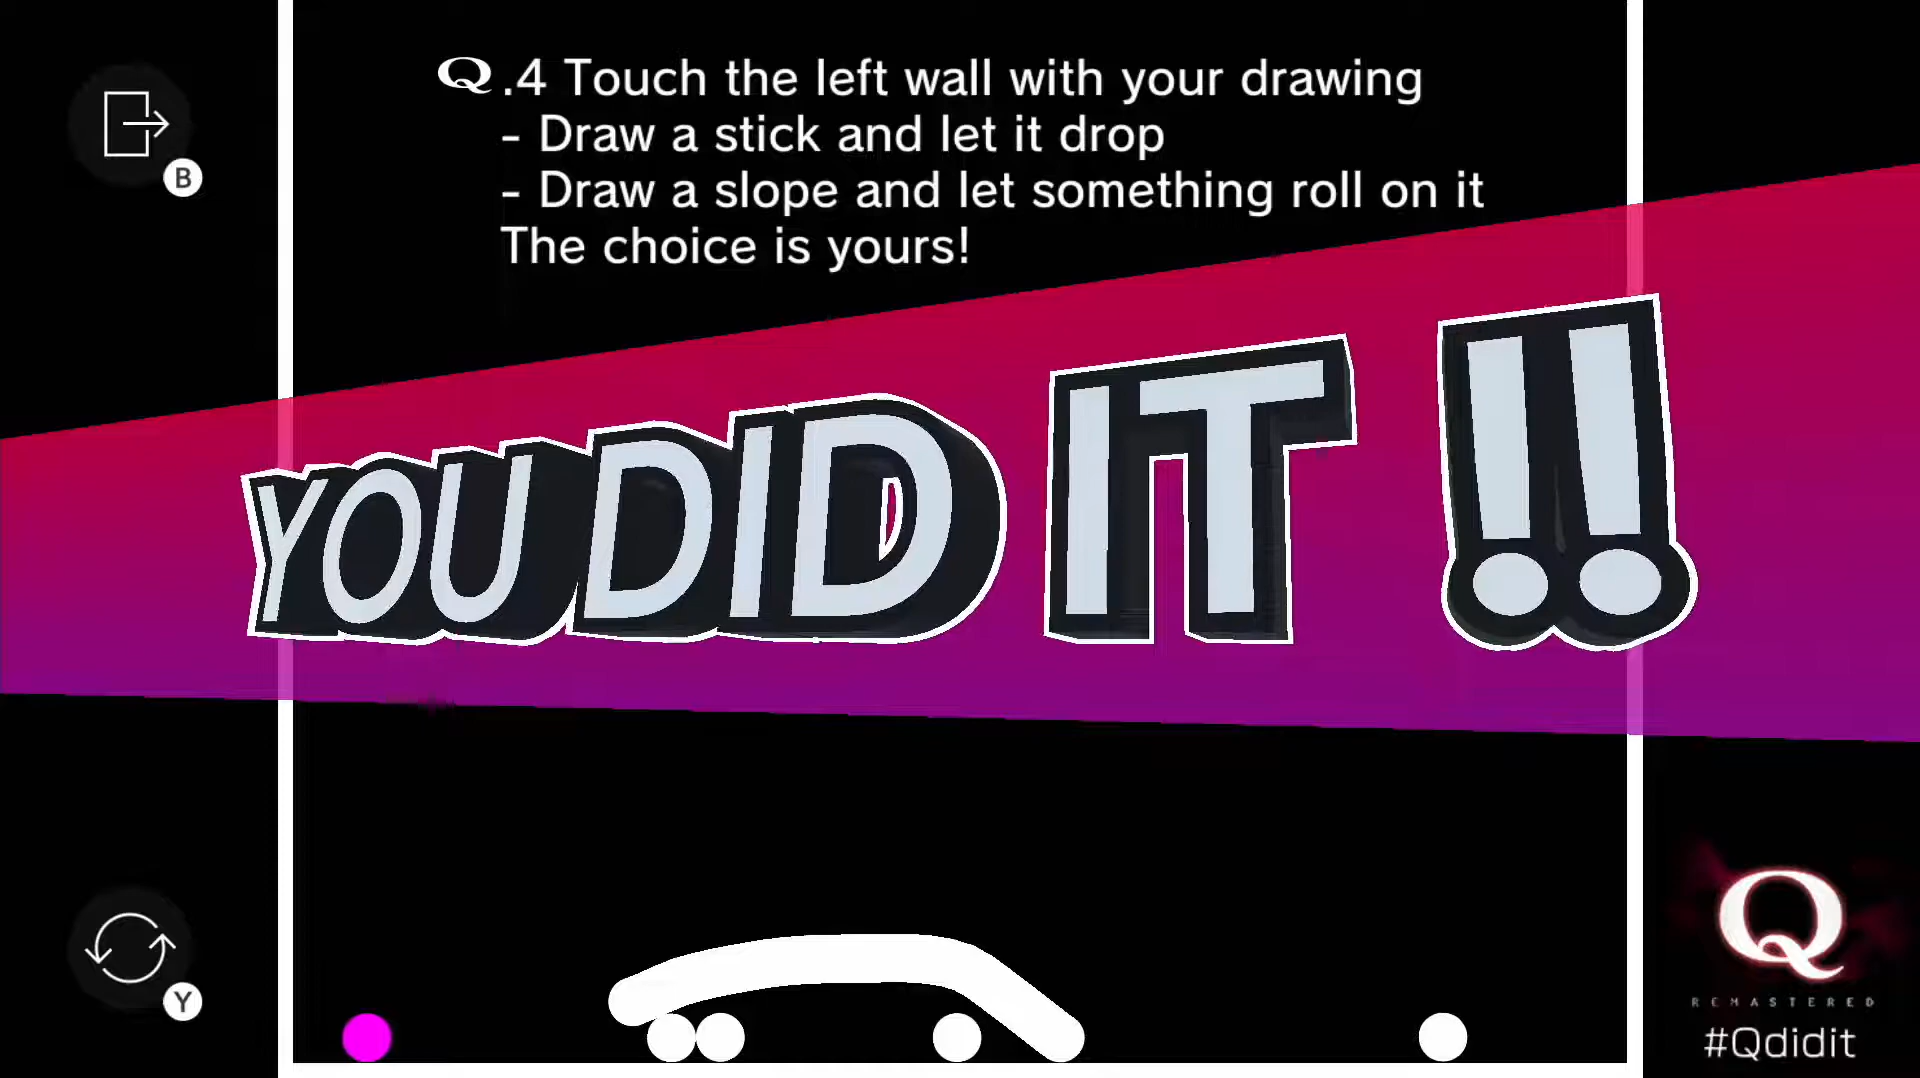 Q.4 Touch the left wall with your drawing
- Draw a stick and let it drop
- Draw a slope and let something roll on it
The choice is yours!
B
YOU DID IT !!
Y
Q
REMASTERED
#Qdidit